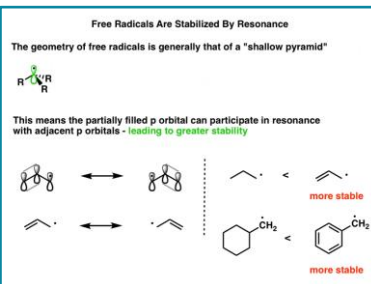 Free Radicals Are Stabilized By Resonance
The geometry of free radicals is generally that of a "shallow pyramid"
R
"R
R
This means the partially filled p orbital can participate in resonance
with adjacent p orbitals - leading to greater stability
<
more stable
CH2
<
CH2
more stable